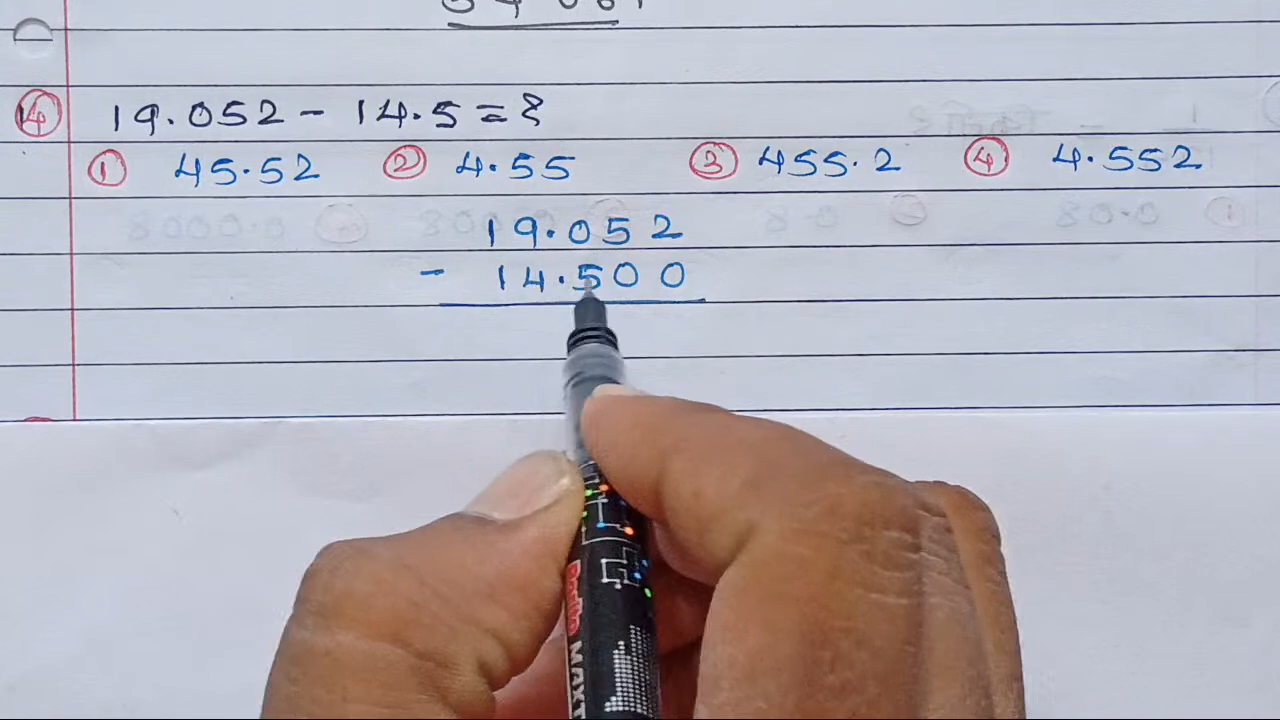 4 19.052 - 14.5 = ?
1 45.52 2 4.55 3 455.2 4 4.552
19.052
- 14.500